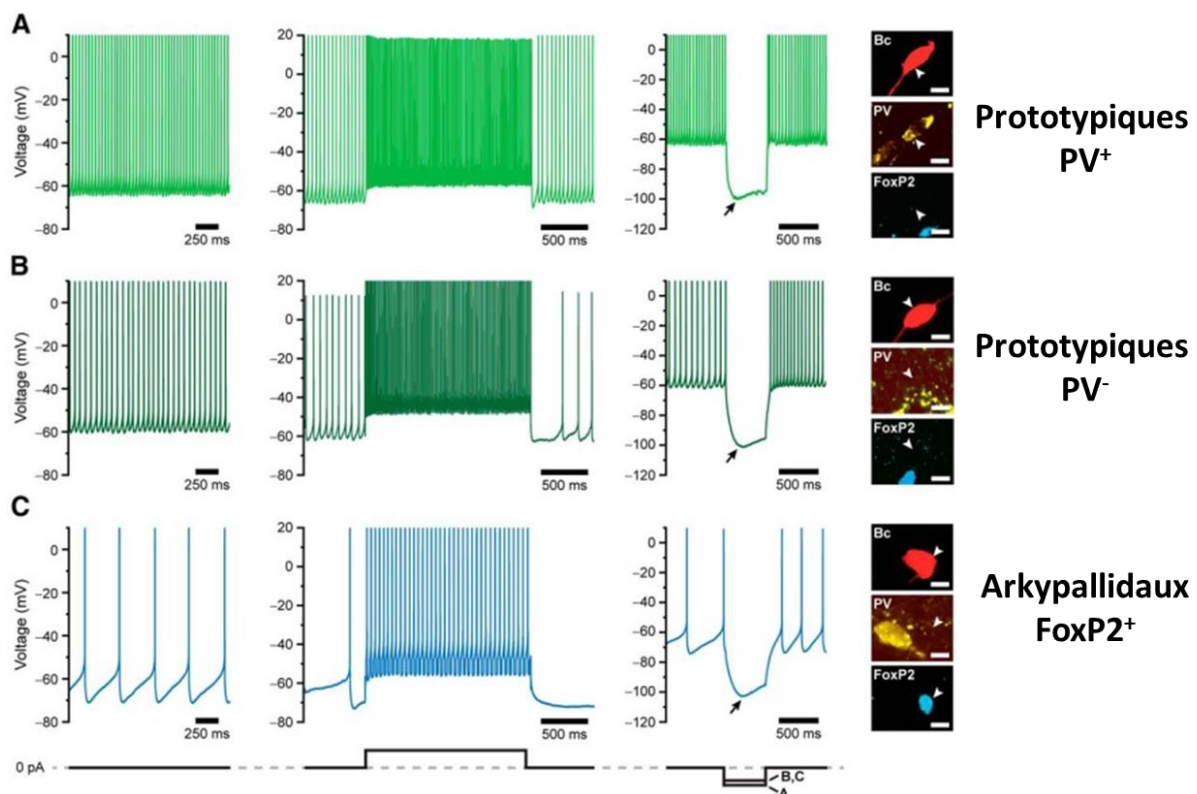 A
Voltage (mV)
0
−20
−40
−60
−80
250 ms
20
0
−20
−40
−60
−80
500 ms
0
−20
−40
−60
−80
−100
−120
500 ms
Bc
PV
FoxP2
Prototypiques
PV+
B
Voltage (mV)
0
−20
−40
−60
−80
250 ms
20
0
−20
−40
−60
−80
500 ms
0
−20
−40
−60
−80
−100
−120
500 ms
Bc
PV
FoxP2
Prototypiques
PV-
C
Voltage (mV)
0
−20
−40
−60
−80
250 ms
20
0
−20
−40
−60
−80
500 ms
0
−20
−40
−60
−80
−100
−120
500 ms
Bc
PV
FoxP2
Arkypallidaux
FoxP2+
0 pA
B,C
A